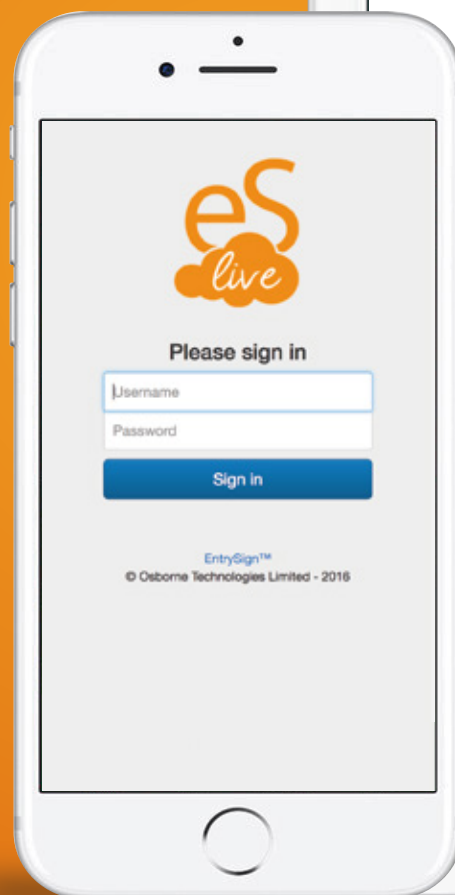 eS
live
Please sign in
Username
Password
Sign in
EntrySign™
© Osborne Technologies Limited - 2016